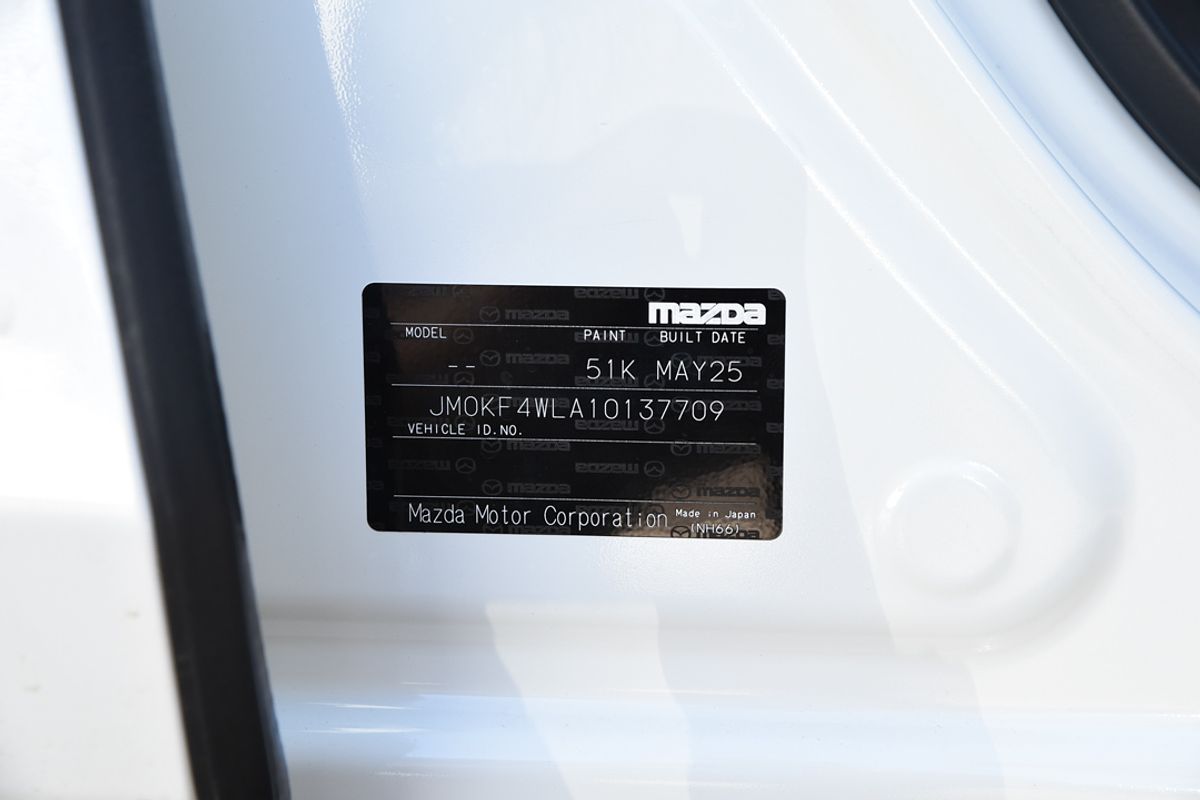 mazda
MODEL PAINT BUILT DATE
-- 51K MAY25
JM0KF4WLA10137709
VEHICLE ID.NO.
Mazda Motor Corporation Made in Japan
(NH66)